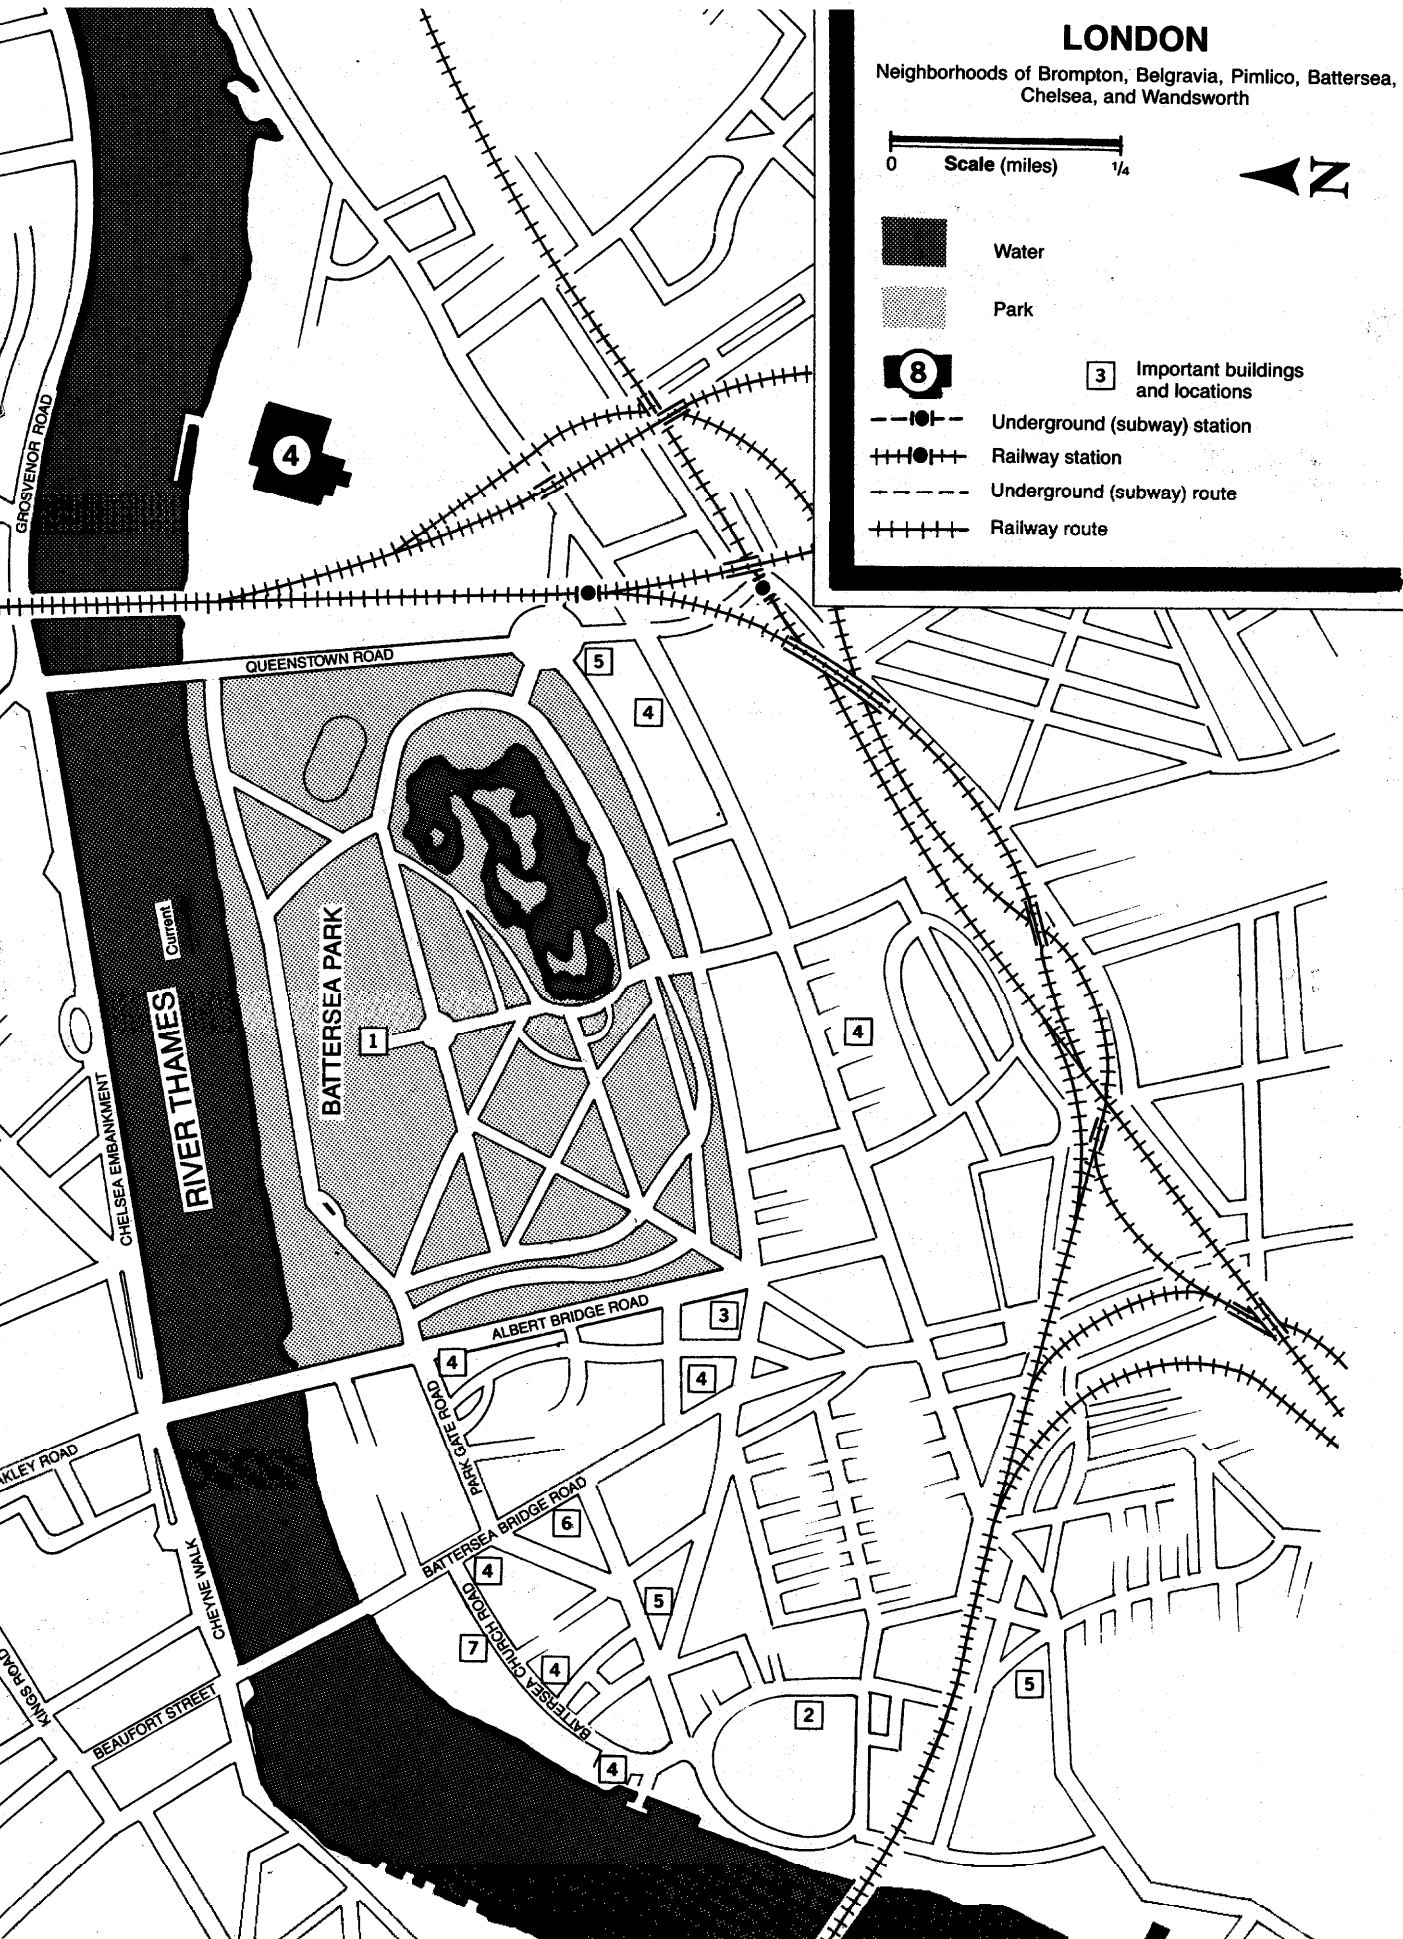 LONDON
Neighborhoods of Brompton, Belgravia, Pimlico, Battersea,
Chelsea, and Wandsworth
0 Scale (miles) 1/4
N
Water
Park
8
3 Important buildings
and locations
Underground (subway) station
Railway station
Underground (subway) route
Railway route
GROSVENOR ROAD
4
QUEENSTOWN ROAD
5
4
Current
RIVER THAMES
BATTERSEA PARK
1
4
CHELSEA EMBANKMENT
ALBERT BRIDGE ROAD
3
4
4
PARK GATE ROAD
AKLEY ROAD
BATTERSEA BRIDGE ROAD
6
4
CHEYNE WALK
5
7
BATTERSEA CHURCH ROAD
4
KINGS ROAD
BEAUFORT STREET
5
2
4